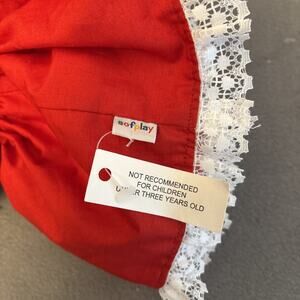 sofplay
NOT RECOMMENDED
FOR CHILDREN
THREE YEARS OLD